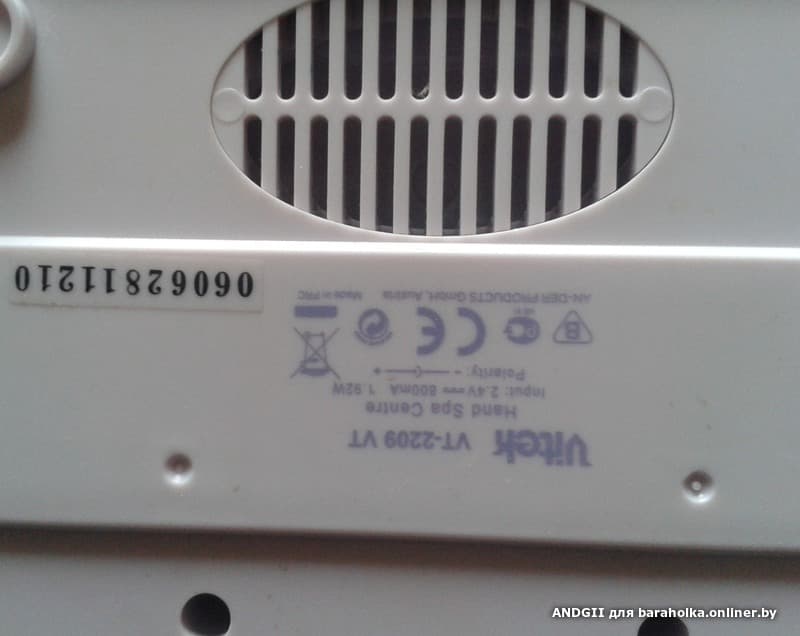 Vitek VT-2209 VT
Hand Spa Centre
Input: 2.4V⎓ 800mA 1.92W
Polarity:
AN-DER PRODUCTS GmbH, Austria
Made in PRC
06062811210
ANDGII для baraholka.onliner.by